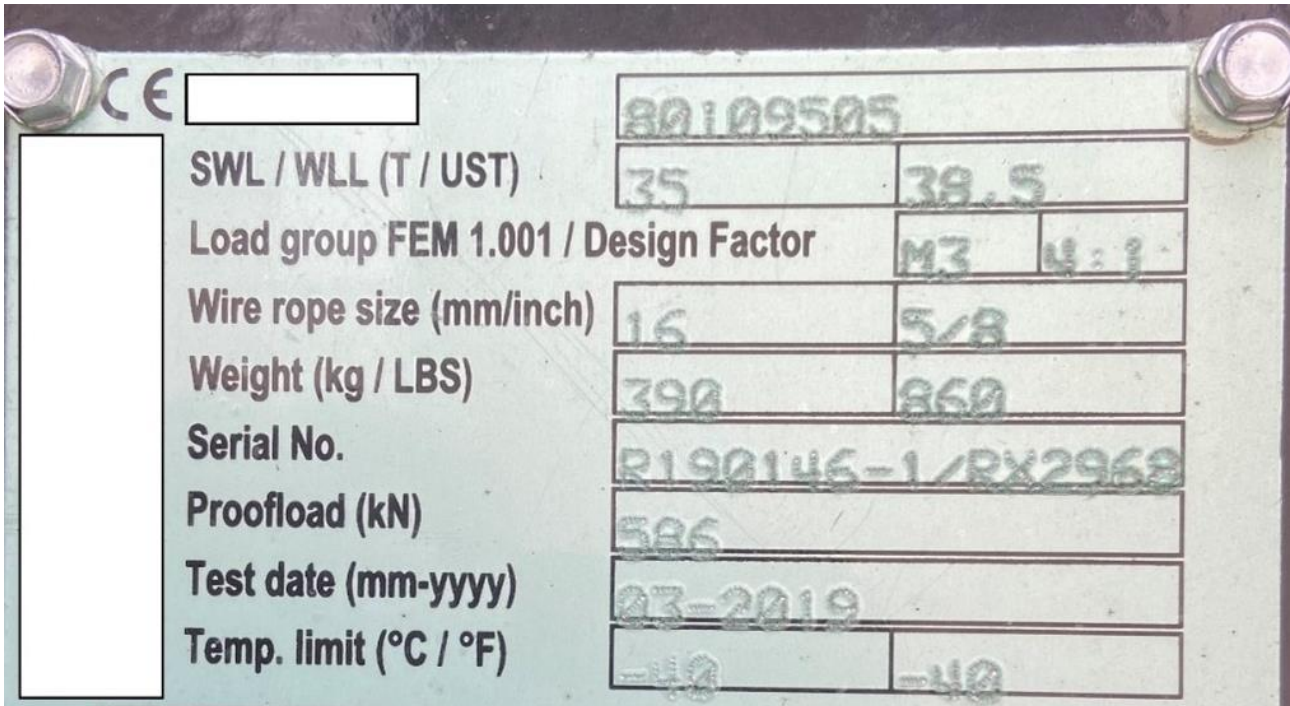 CE 80109505
SWL / WLL (T / UST) 35 38.5
Load group FEM 1.001 / Design Factor M3 4:1
Wire rope size (mm/inch) 16 5/8
Weight (kg / LBS) 390 860
Serial No. R190146-1/RX2968
Proofload (kN) 586
Test date (mm-yyyy) 03-2019
Temp. limit (°C / °F) -40 -40